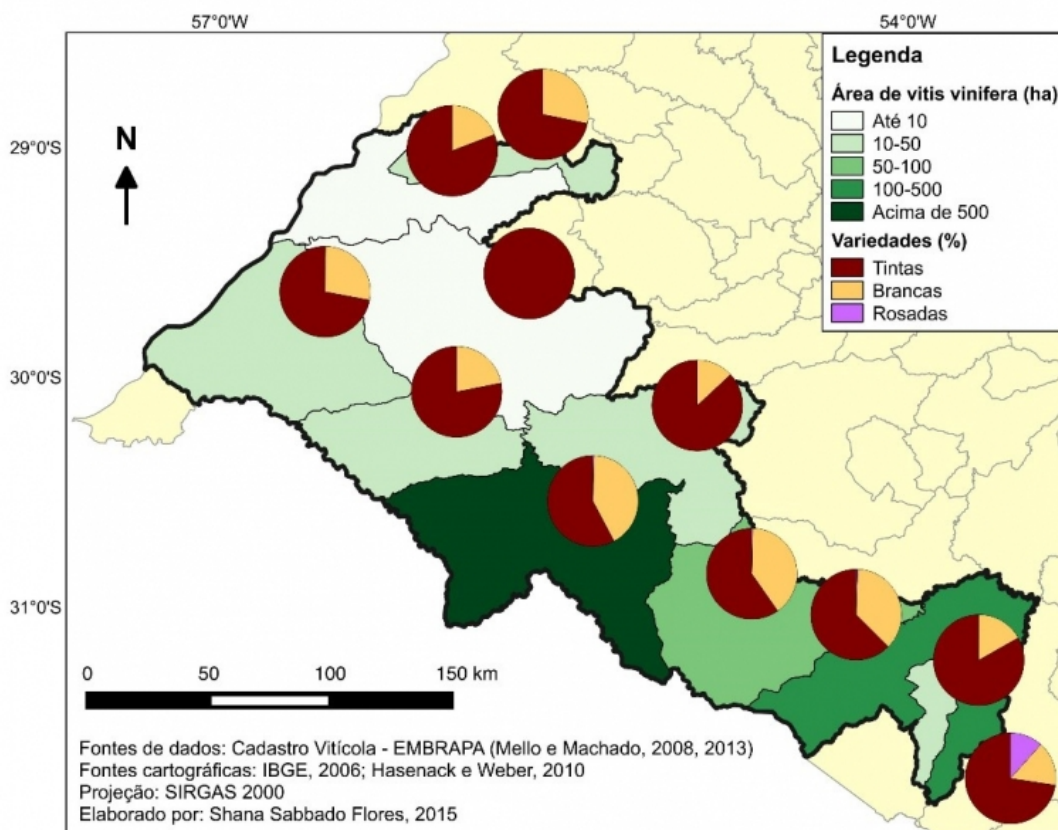 57°0'W
54°0'W
29°0'S
30°0'S
31°0'S
N
Legenda
Área de vitis vinifera (ha)
Até 10
10-50
50-100
100-500
Acima de 500
Variedades (%)
Tintas
Brancas
Rosadas
0 50 100 150 km
Fontes de dados: Cadastro Vitícola - EMBRAPA (Mello e Machado, 2008, 2013)
Fontes cartográficas: IBGE, 2006; Hasenack e Weber, 2010
Projeção: SIRGAS 2000
Elaborado por: Shana Sabbado Flores, 2015